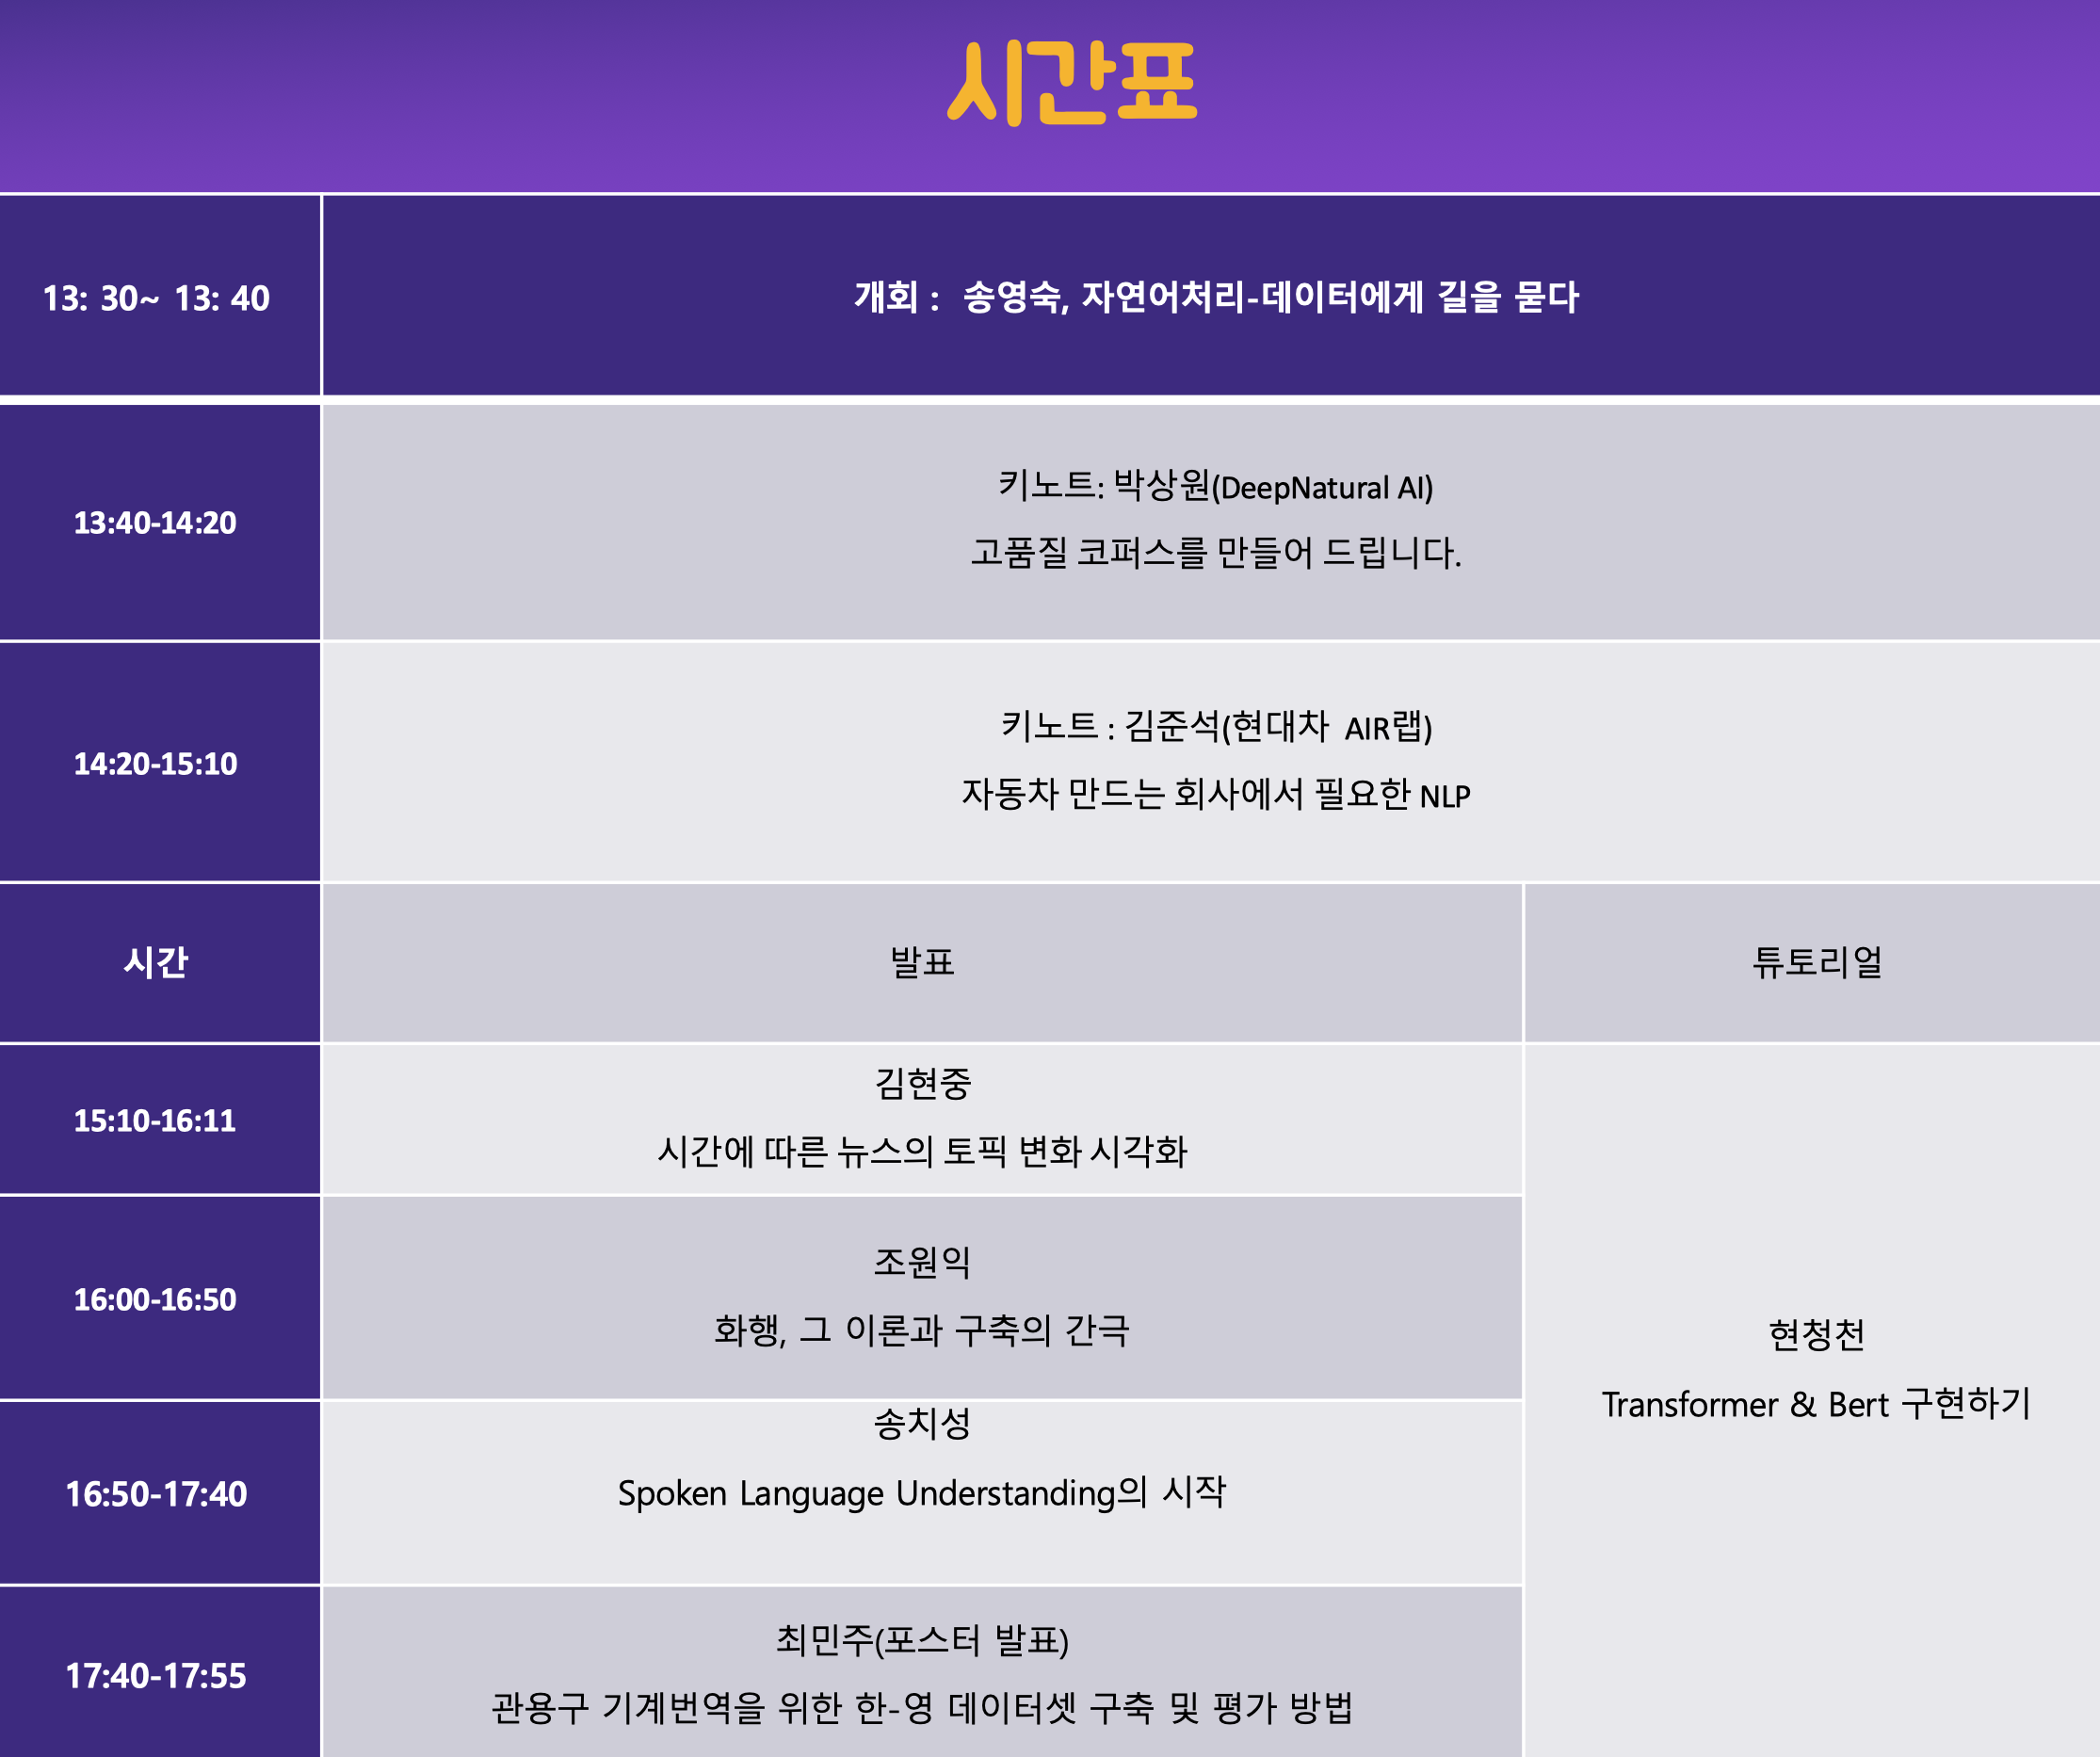 시간표
13: 30~ 13: 40
개회 : 송영숙, 자연어처리-데이터에게 길을 묻다
13:40-14:20
키노트: 박상원(DeepNatural AI)
고품질 코퍼스를 만들어 드립니다.
14:20-15:10
키노트 : 김준석(현대차 AIR랩)
자동차 만드는 회사에서 필요한 NLP
시간
발표
튜토리얼
15:10-16:11
김현중
시간에 따른 뉴스의 토픽 변화 시각화
16:00-16:50
조원익
화행, 그 이론과 구축의 간극
16:50-17:40
송치성
Spoken Language Understanding의 시작
17:40-17:55
최민주(포스터 발표)
관용구 기계번역을 위한 한-영 데이터셋 구축 및 평가 방법
현청천
Transformer & Bert 구현하기